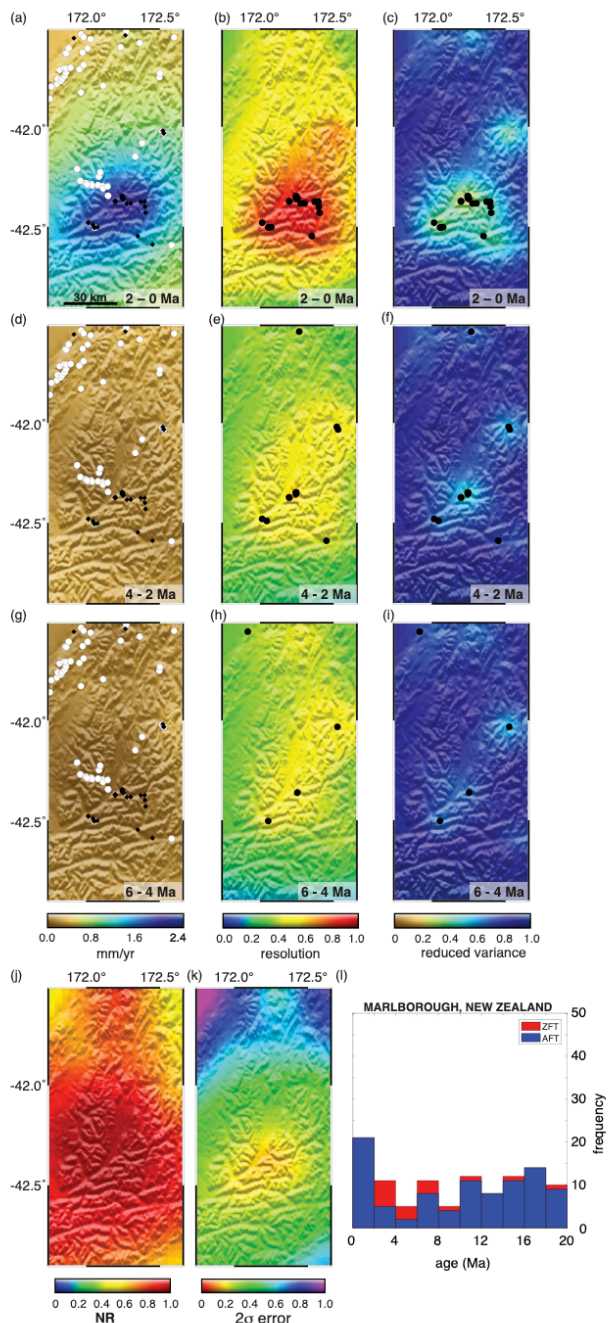 172.0° 172.5° 172.0° 172.5° 172.0° 172.5°
(a) (b) (c)
-42.0°
-42.5°
30 km
2 – 0 Ma 2 – 0 Ma 2 – 0 Ma
(d) (e) (f)
-42.0°
-42.5°
4 - 2 Ma 4 - 2 Ma 4 - 2 Ma
(g) (h) (i)
-42.0°
-42.5°
6 - 4 Ma 6 - 4 Ma 6 - 4 Ma
0.0 0.8 1.6 2.4 0.0 0.2 0.4 0.6 0.8 1.0 0.0 0.2 0.4 0.6 0.8 1.0
mm/yr resolution reduced variance
(j) 172.0° 172.5° (k) 172.0° 172.5° (l)
MARLBOROUGH, NEW ZEALAND
ZFT
AFT
50
40
30
20
10
0
frequency
0 4 8 12 16 20
age (Ma)
-42.0°
-42.5°
0 0.2 0.4 0.6 0.8 1.0 0.0 0.2 0.4 0.6 0.8 1.0
NR 2σ error